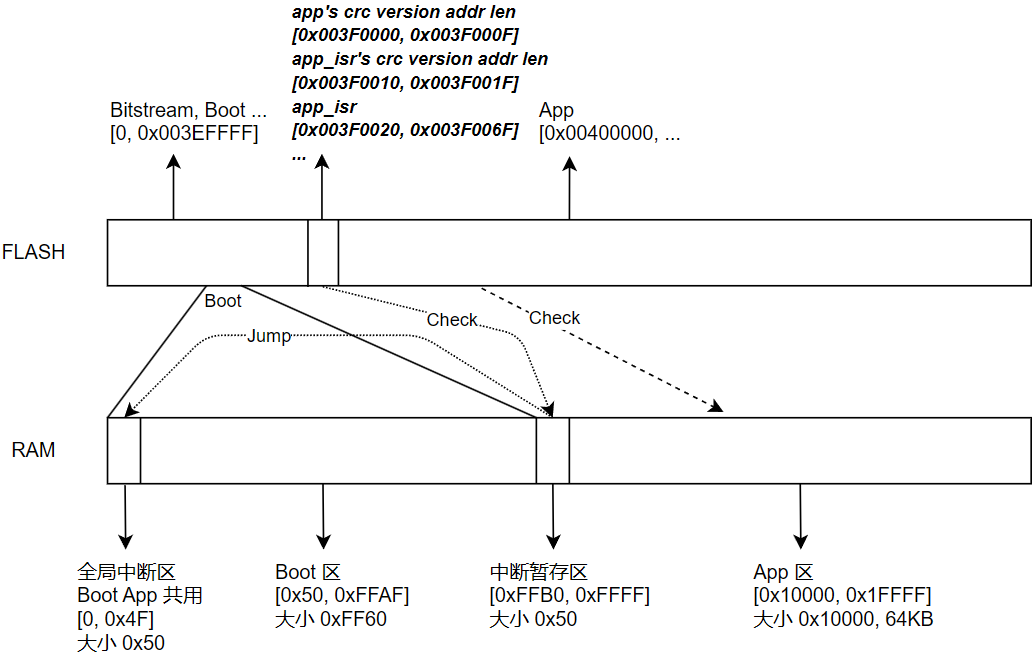 app's crc version addr len
[0x003F0000, 0x003F000F]
app_isr's crc version addr len
[0x003F0010, 0x003F001F]
app_isr
[0x003F0020, 0x003F006F]
...
Bitstream, Boot ...
[0, 0x003EFFFF]
App
[0x00400000, ...
FLASH
Boot
Check
Check
Jump
RAM
全局中断区
Boot App 共用
[0, 0x4F]
大小 0x50
Boot 区
[0x50, 0xFFAF]
大小 0xFF60
中断暂存区
[0xFFB0, 0xFFFF]
大小 0x50
App 区
[0x10000, 0x1FFFF]
大小 0x10000, 64KB